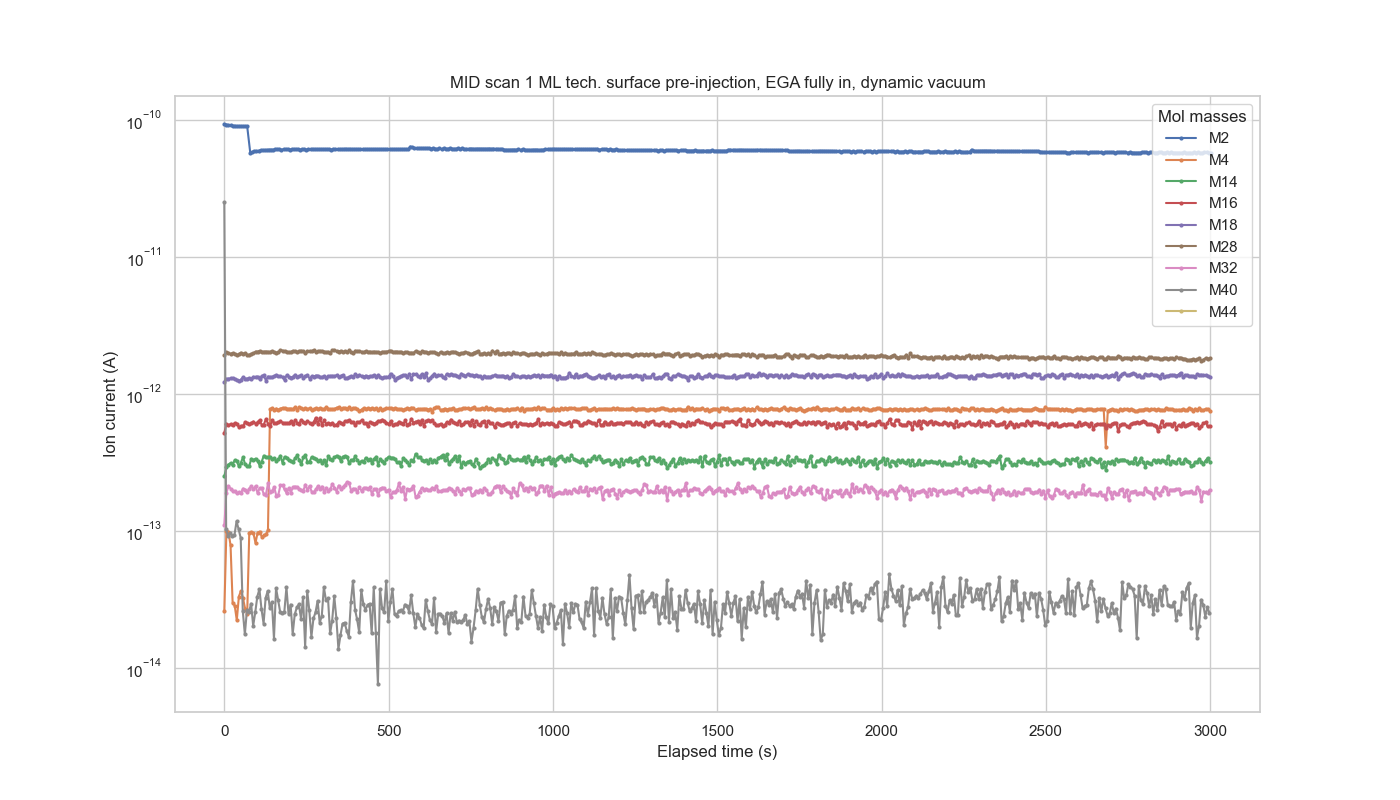 MID scan 1 ML tech. surface pre-injection, EGA fully in, dynamic vacuum
Mol masses
M2
M4
M14
M16
M18
M28
M32
M40
M44
10⁻¹⁰
10⁻¹¹
10⁻¹²
10⁻¹³
10⁻¹⁴
Ion current (A)
0 500 1000 1500 2000 2500 3000
Elapsed time (s)